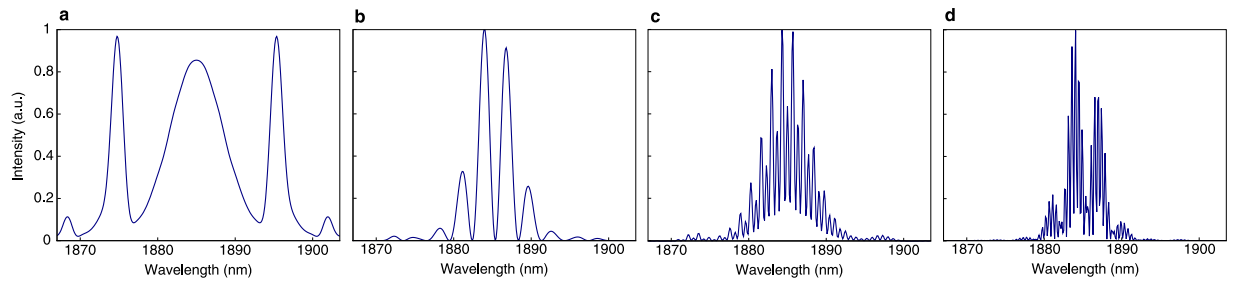 a b c d
1
0.8
0.6
0.4
0.2
0
Intensity (a.u.)
1870 1880 1890 1900 1870 1880 1890 1900 1870 1880 1890 1900 1870 1880 1890 1900
Wavelength (nm) Wavelength (nm) Wavelength (nm) Wavelength (nm)